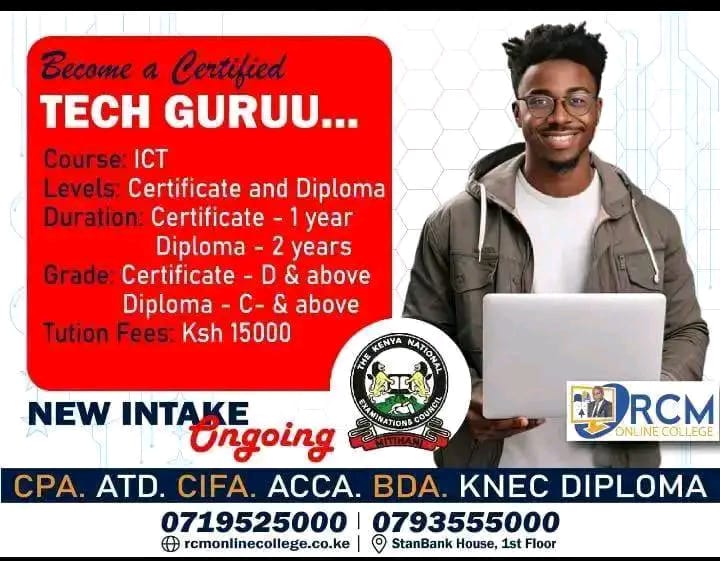 Become a Certified
TECH GURUU...
Course: ICT
Levels: Certificate and Diploma
Duration: Certificate - 1 year
Diploma - 2 years
Grade: Certificate - D & above
Diploma - C- & above
Tution Fees: Ksh 15000
THE KENYA NATIONAL
EXAMINATIONS COUNCIL
MITIHANI
NEW INTAKE
Ongoing
RCM
ONLINE COLLEGE
CPA. ATD. CIFA. ACCA. BDA. KNEC DIPLOMA
0719525000 | 0793555000
rcmonlinecollege.co.ke | StanBank House, 1st Floor